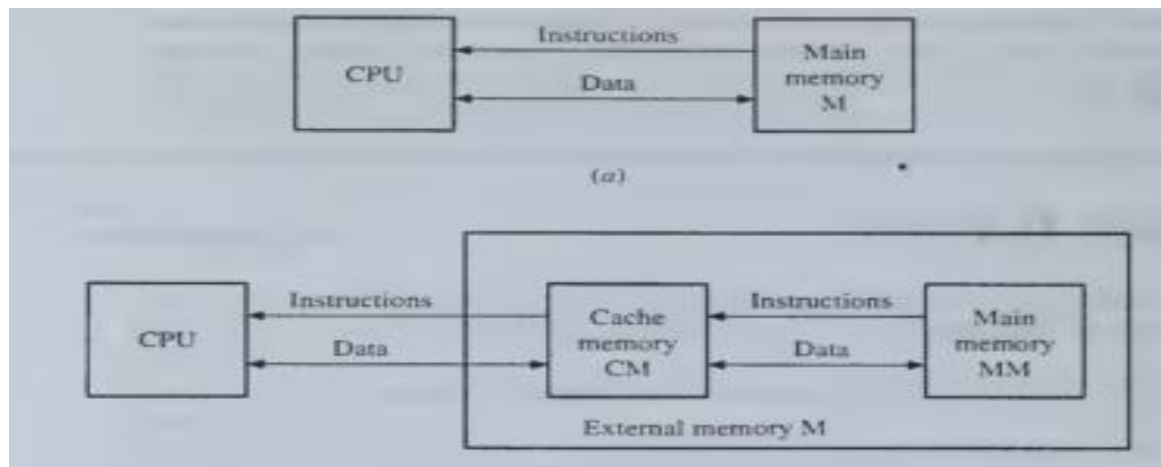 Instructions
CPU
Data
Main
memory
M
(a)
Instructions
CPU
Data
Cache
memory
CM
Instructions
Data
Main
memory
MM
External memory M